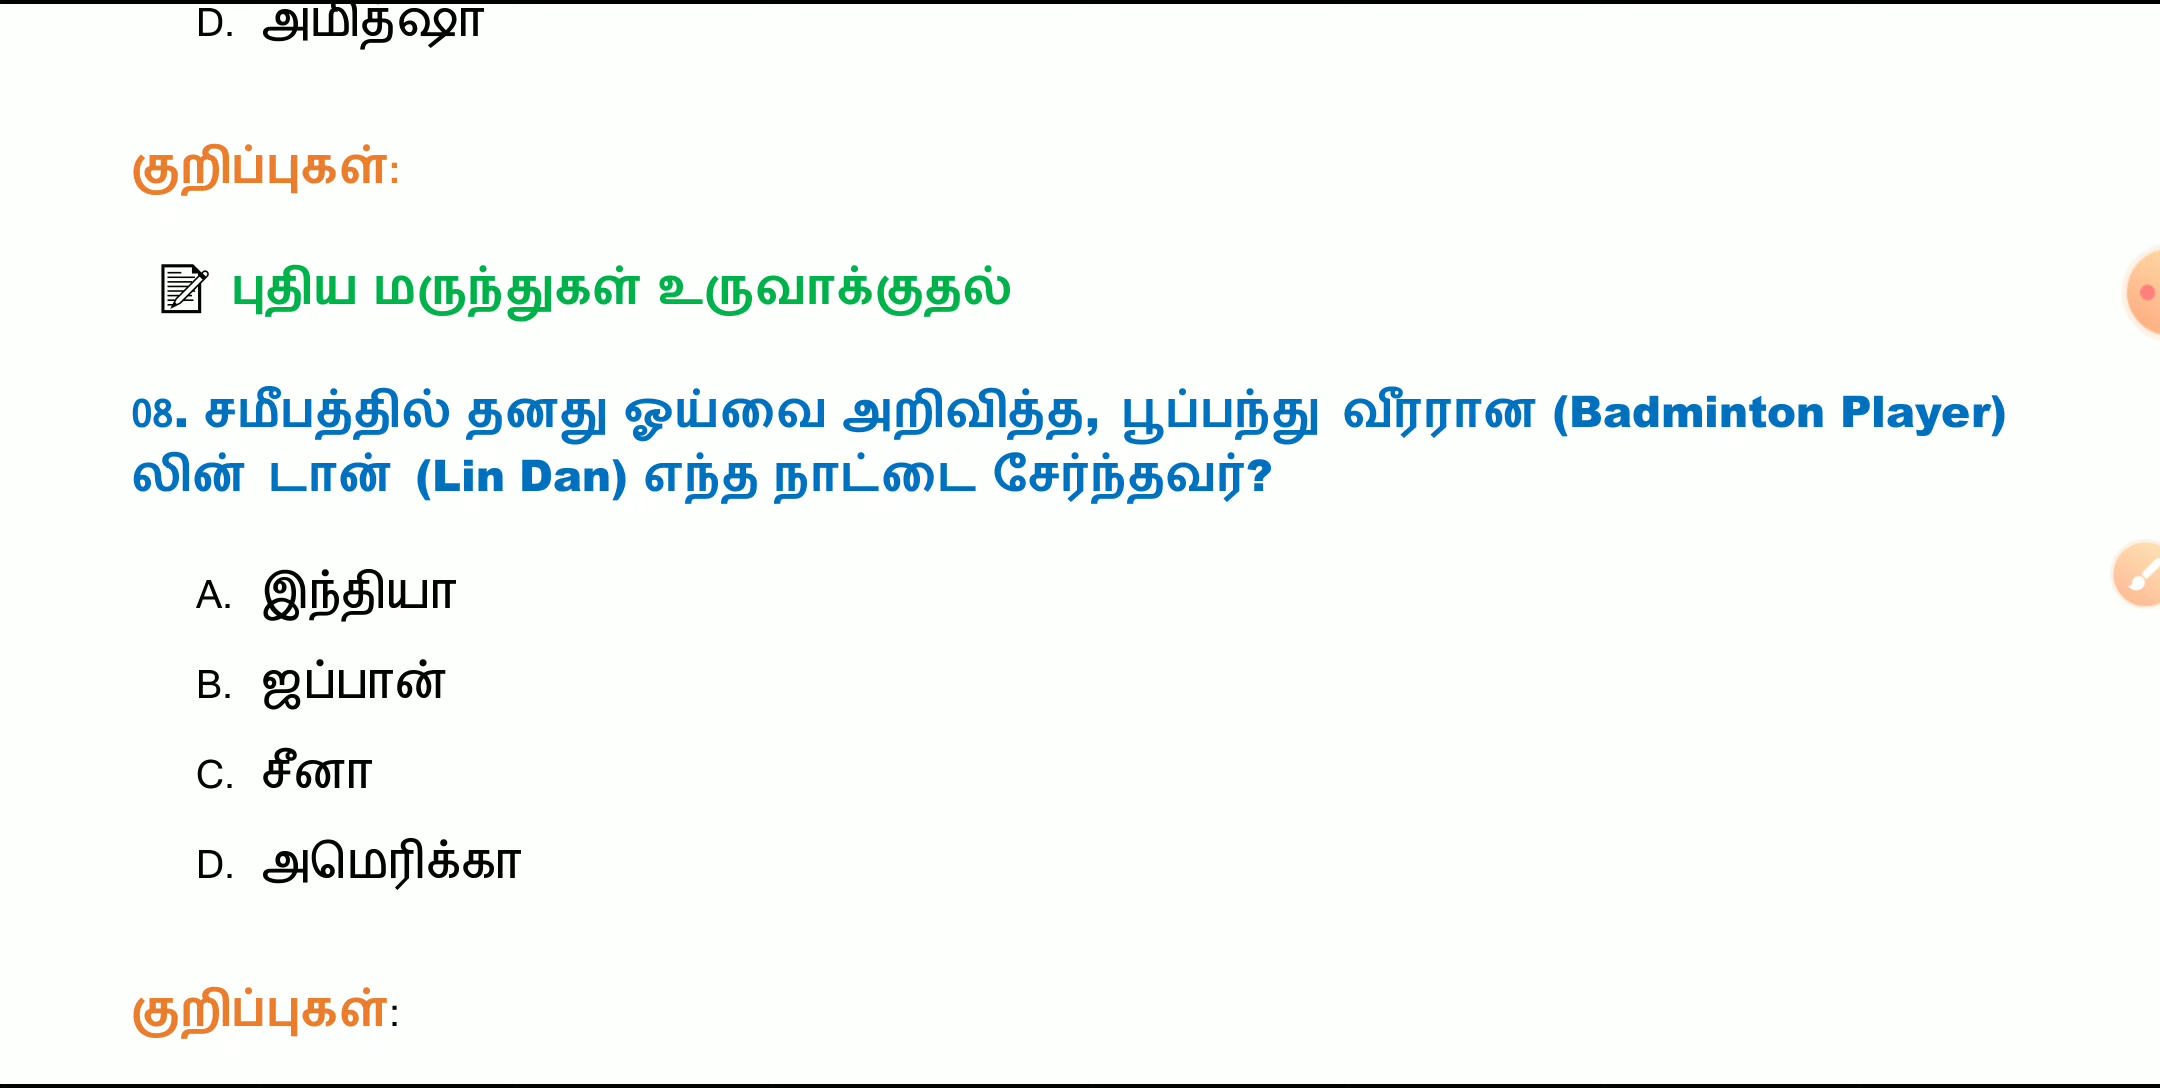 D. அமித்ஷா
குறிப்புகள்:
புதிய மருந்துகள் உருவாக்குதல்
08. சமீபத்தில் தனது ஓய்வை அறிவித்த, பூப்பந்து வீரரான (Badminton Player)
லின் டான் (Lin Dan) எந்த நாட்டை சேர்ந்தவர்?
A. இந்தியா
B. ஜப்பான்
C. சீனா
D. அமெரிக்கா
குறிப்புகள்: